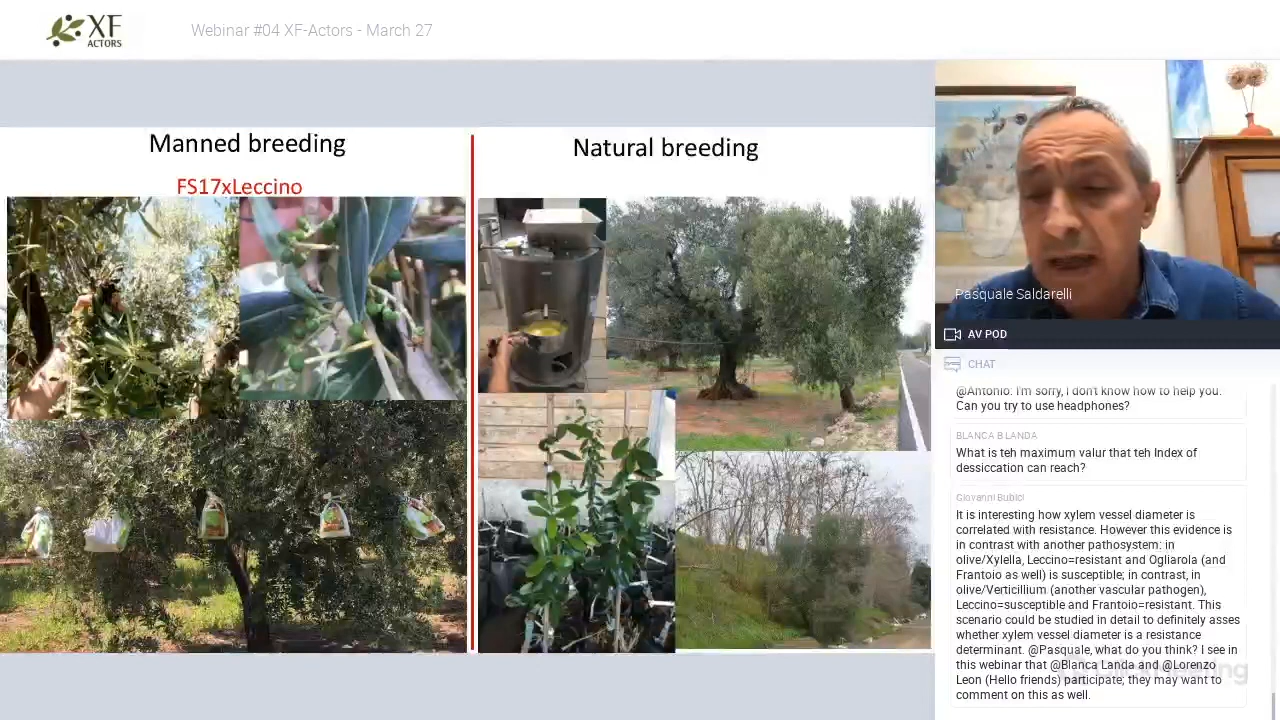 XF
ACTORS
Webinar #04 XF-Actors - March 27
Manned breeding
FS17xLeccino
Natural breeding
Pasquale Saldarelli
AV POD
CHAT
@Antonio: I'm sorry, I don't know how to help you.
Can you try to use headphones?
BLANCA B LANDA
What is teh maximum valur that teh Index of
dessiccation can reach?
Giovanni Bubici
It is interesting how xylem vessel diameter is
correlated with resistance. However this evidence is
in contrast with another pathosystem: in
olive/Xylella, Leccino=resistant and Ogliarola (and
Frantoio as well) is susceptible; in contrast, in
olive/Verticillium (another vascular pathogen),
Leccino=susceptible and Frantoio=resistant. This
scenario could be studied in detail to definitely asses
whether xylem vessel diameter is a resistance
determinant. @Pasquale, what do you think? I see in
this webinar that @Blanca Landa and @Lorenzo
Leon (Hello friends) participate; they may want to
comment on this as well.